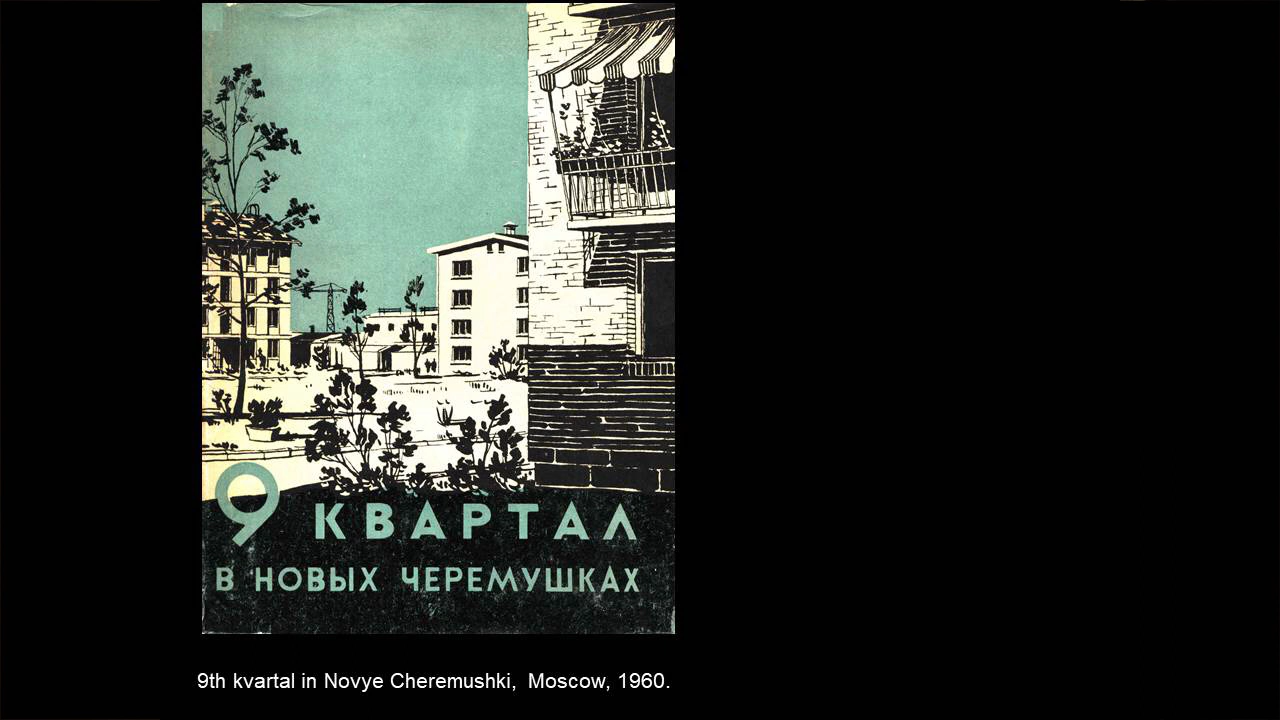 9 КВАРТАЛ
В НОВЫХ ЧЕРЕМУШКАХ
9th kvartal in Novye Cheremushki,  Moscow, 1960.